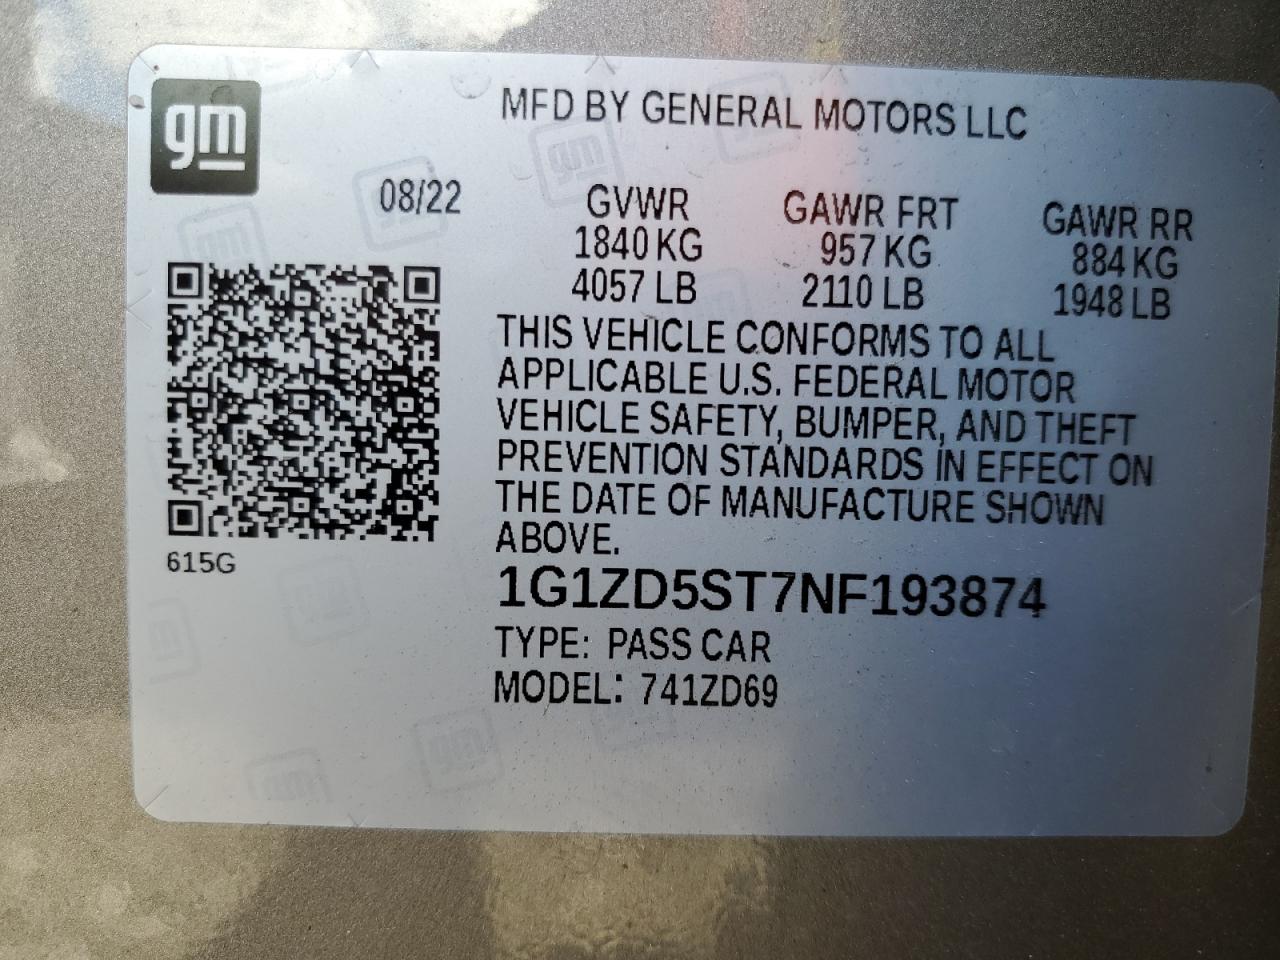 gm
MFD BY GENERAL MOTORS LLC
08/22
GVWR GAWR FRT GAWR RR
1840 KG 957 KG 884 KG
4057 LB 2110 LB 1948 LB
THIS VEHICLE CONFORMS TO ALL
APPLICABLE U.S. FEDERAL MOTOR
VEHICLE SAFETY, BUMPER, AND THEFT
PREVENTION STANDARDS IN EFFECT ON
THE DATE OF MANUFACTURE SHOWN
ABOVE.
615G
1G1ZD5ST7NF193874
TYPE: PASS CAR
MODEL: 741ZD69